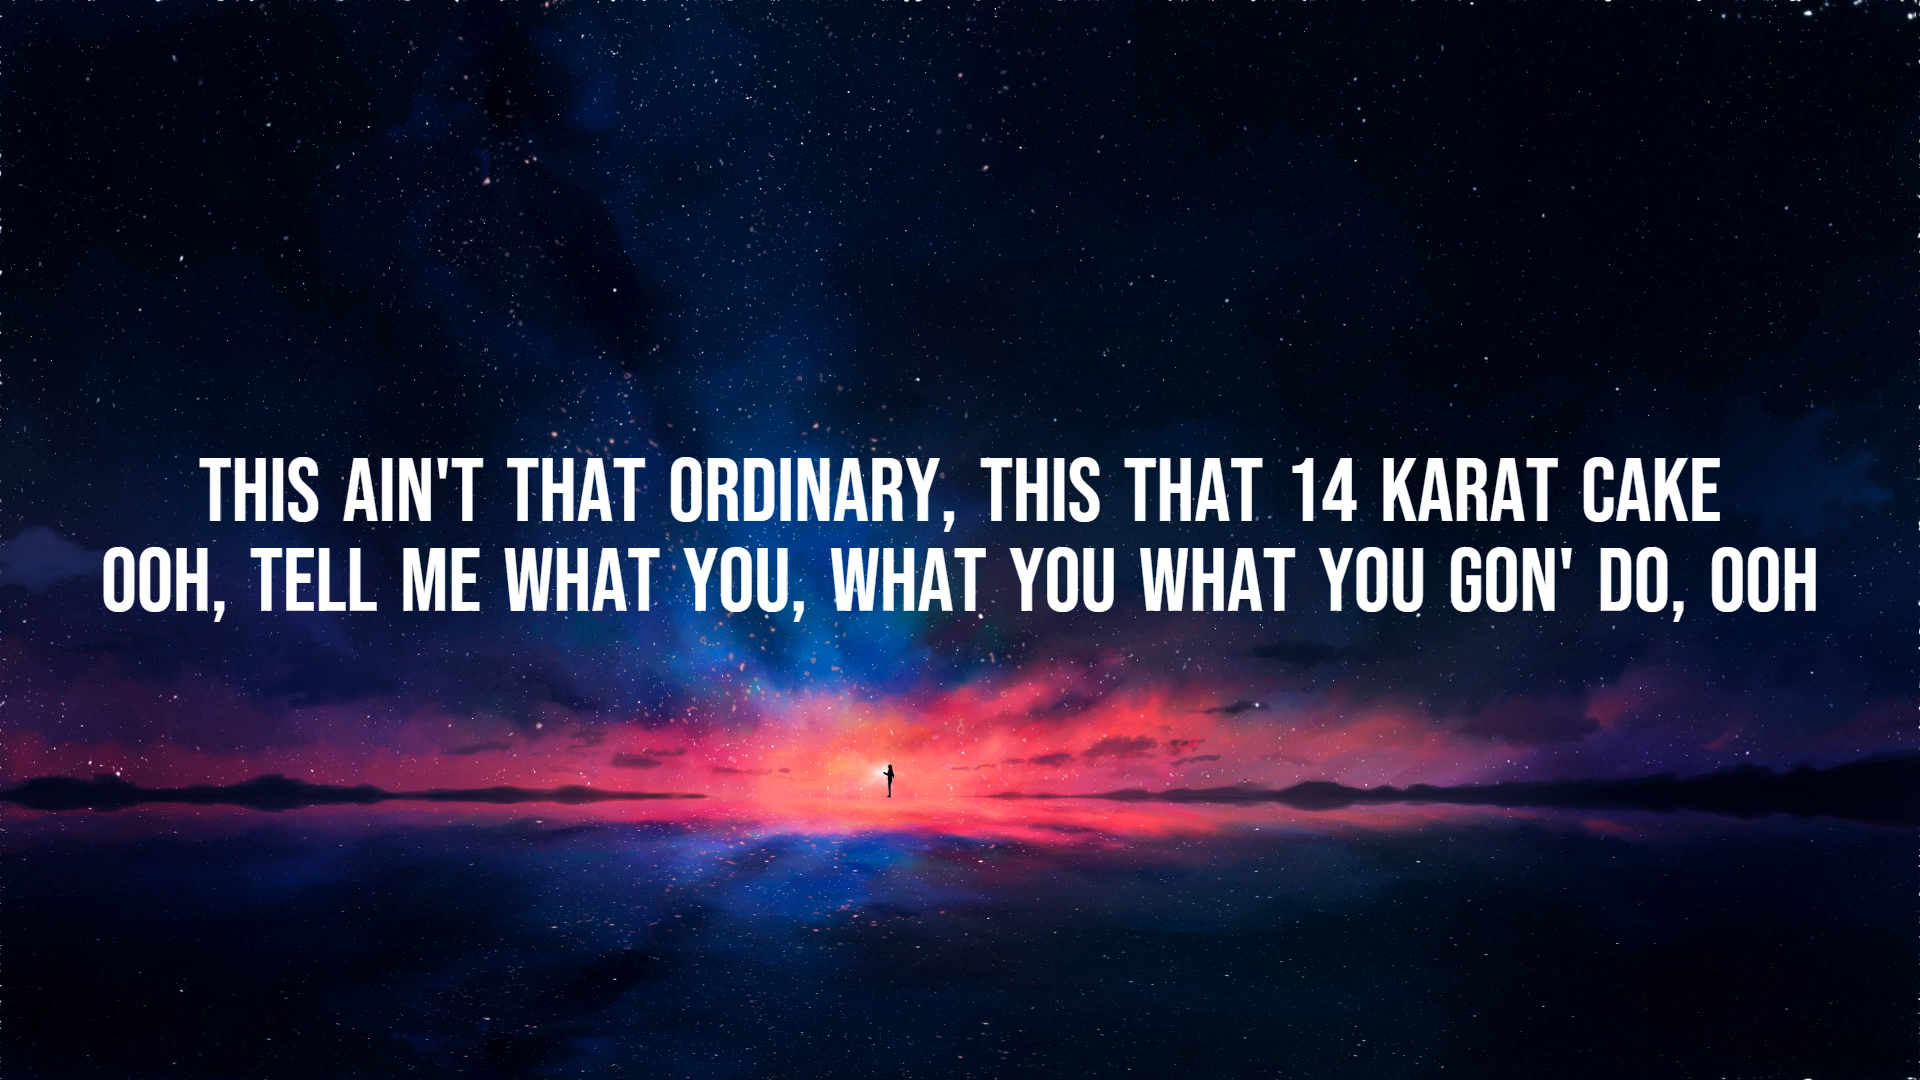 THIS AIN'T THAT ORDINARY, THIS THAT 14 KARAT CAKE
OOH, TELL ME WHAT YOU, WHAT YOU WHAT YOU GON' DO, OOH